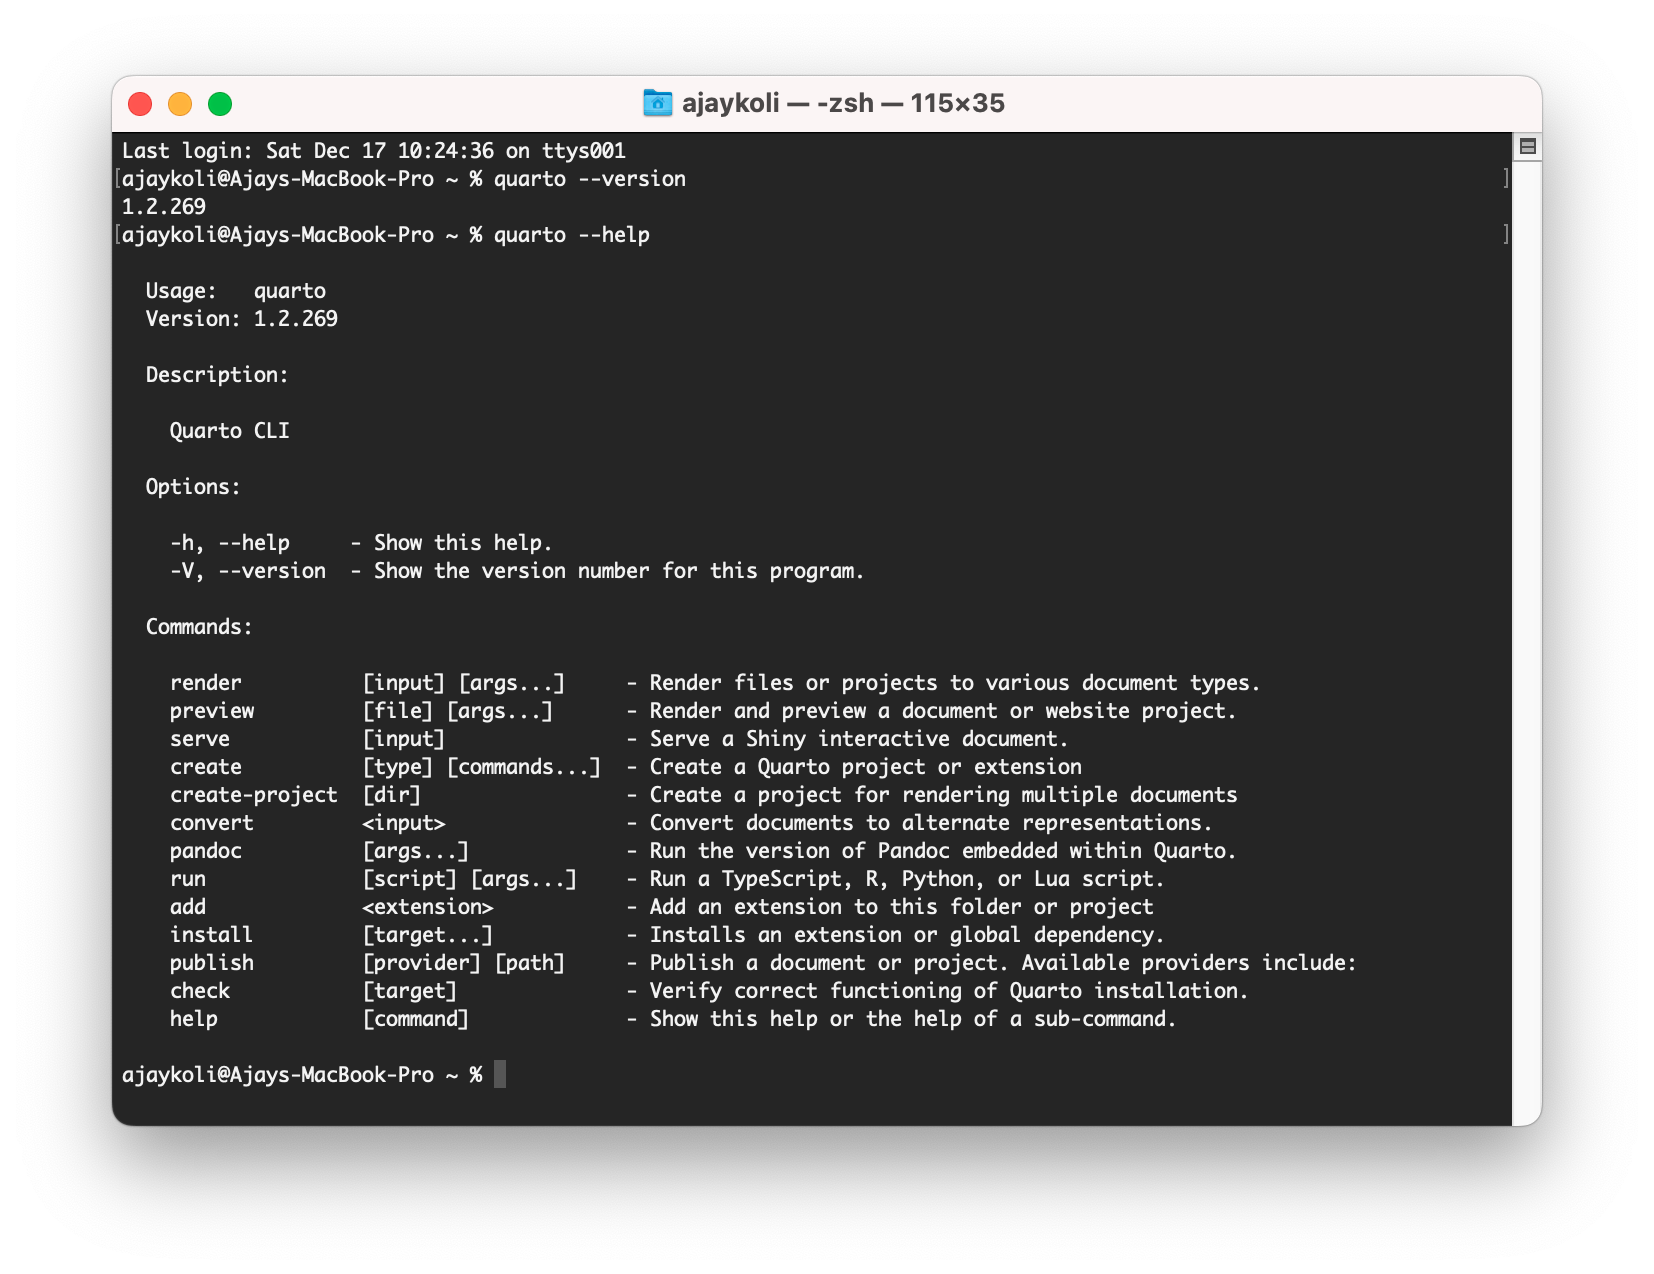 ajaykoli — -zsh — 115×35
Last login: Sat Dec 17 10:24:36 on ttys001
[ajaykoli@Ajays-MacBook-Pro ~ % quarto --version ]
1.2.269
[ajaykoli@Ajays-MacBook-Pro ~ % quarto --help ]
Usage:   quarto
Version: 1.2.269
Description:
Quarto CLI
Options:
-h, --help     - Show this help.
-V, --version  - Show the version number for this program.
Commands:
render          [input] [args...]     - Render files or projects to various document types.
preview         [file] [args...]      - Render and preview a document or website project.
serve           [input]               - Serve a Shiny interactive document.
create          [type] [commands...]  - Create a Quarto project or extension
create-project  [dir]                 - Create a project for rendering multiple documents
convert         <input>               - Convert documents to alternate representations.
pandoc          [args...]             - Run the version of Pandoc embedded within Quarto.
run             [script] [args...]    - Run a TypeScript, R, Python, or Lua script.
add             <extension>           - Add an extension to this folder or project
install         [target...]           - Installs an extension or global dependency.
publish         [provider] [path]     - Publish a document or project. Available providers include:
check           [target]              - Verify correct functioning of Quarto installation.
help            [command]             - Show this help or the help of a sub-command.
ajaykoli@Ajays-MacBook-Pro ~ %